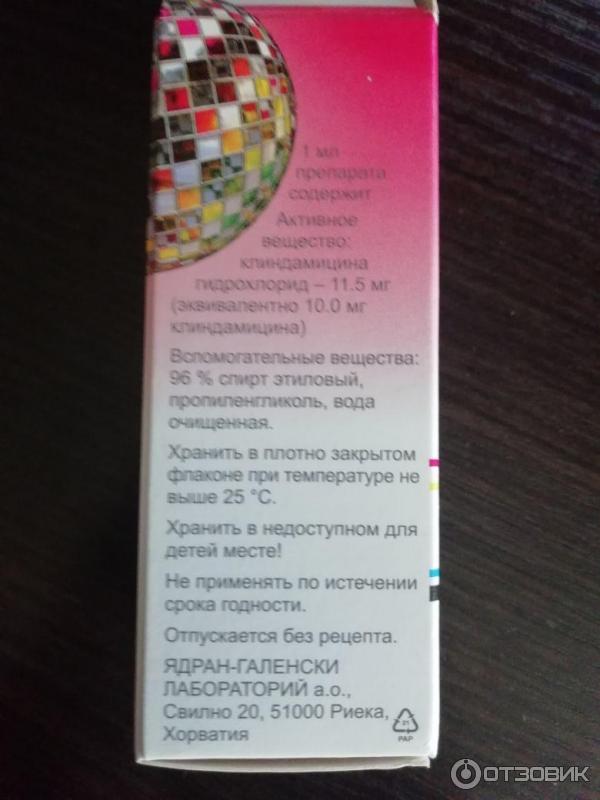 1 мл
препарата
содержит
Активное
вещество:
клиндамицина
гидрохлорид – 11.5 мг
(эквивалентно 10.0 мг
клиндамицина)
Вспомогательные вещества:
96 % спирт этиловый,
пропиленгликоль, вода
очищенная.
Хранить в плотно закрытом
флаконе при температуре не
выше 25 °С.
Хранить в недоступном для
детей месте!
Не применять по истечении
срока годности.
Отпускается без рецепта.
ЯДРАН-ГАЛЕНСКИ
ЛАБОРАТОРИЙ а.о.,
Свилно 20, 51000 Риека,
Хорватия
21
PAP
ОТЗОВИК